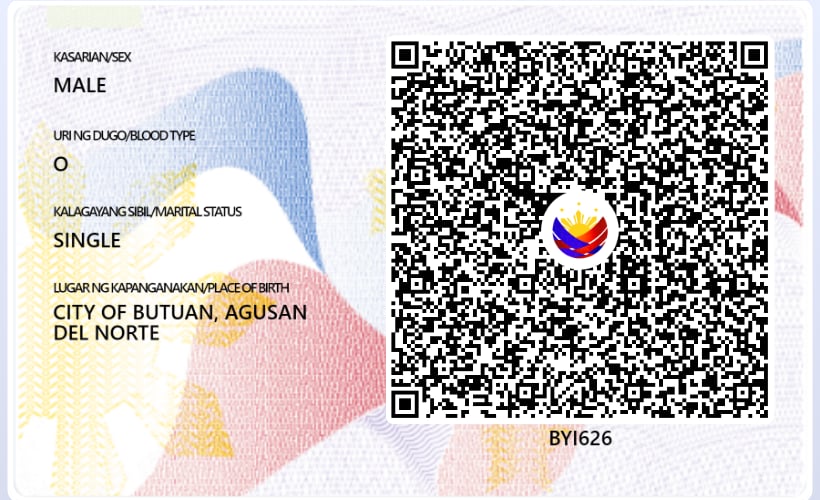 KASARIAN/SEX
MALE
URI NG DUGO/BLOOD TYPE
O
KALAGAYANG SIBIL/MARITAL STATUS
SINGLE
LUGAR NG KAPANGANAKAN/PLACE OF BIRTH
CITY OF BUTUAN, AGUSAN
DEL NORTE
BYI626